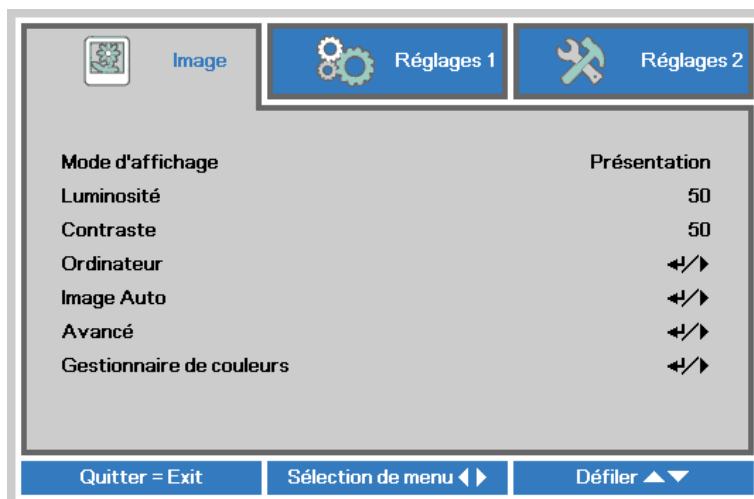 Image Réglages 1 Réglages 2
Mode d'affichage Présentation
Luminosité 50
Contraste 50
Ordinateur
Image Auto
Avancé
Gestionnaire de couleurs
Quitter = Exit Sélection de menu Défiler